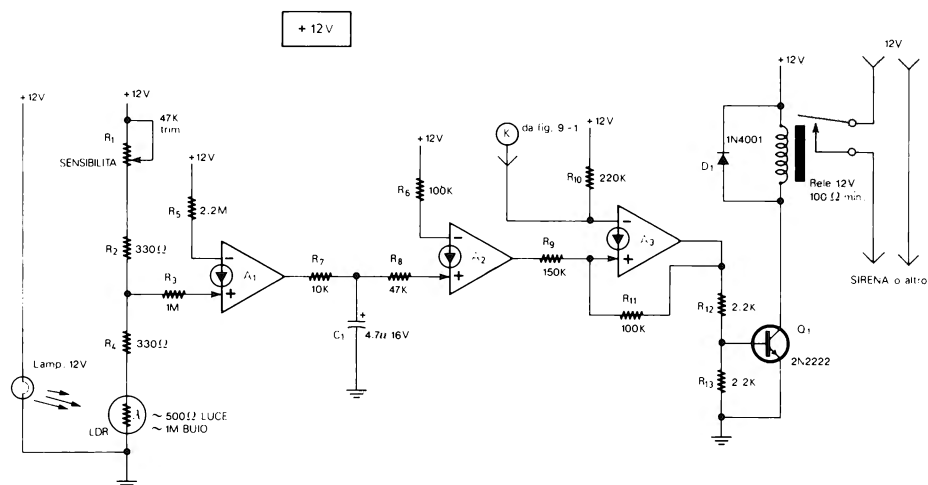 + 12V
12V
+ 12V
+ 12V
+ 12V
+ 12V
+ 12V
+ 12V
47K
trim.
R1
SENSIBILITA
K
da fig. 9 - 1
1N4001
D1
Rele 12V
100 Ω min.
R5
2.2M
R6
100K
R10
220K
R2
330Ω
R3
1M
−
+
A1
R7
10K
R8
47K
−
+
A2
R9
150K
−
+
A3
R11
100K
SIRENA o altro
R4
330Ω
C1
+
4.7u 16V
R12
2.2K
Q1
2N2222
R13
2.2K
Lamp. 12V
LDR
λ
~ 500Ω LUCE
~ 1M BUIO